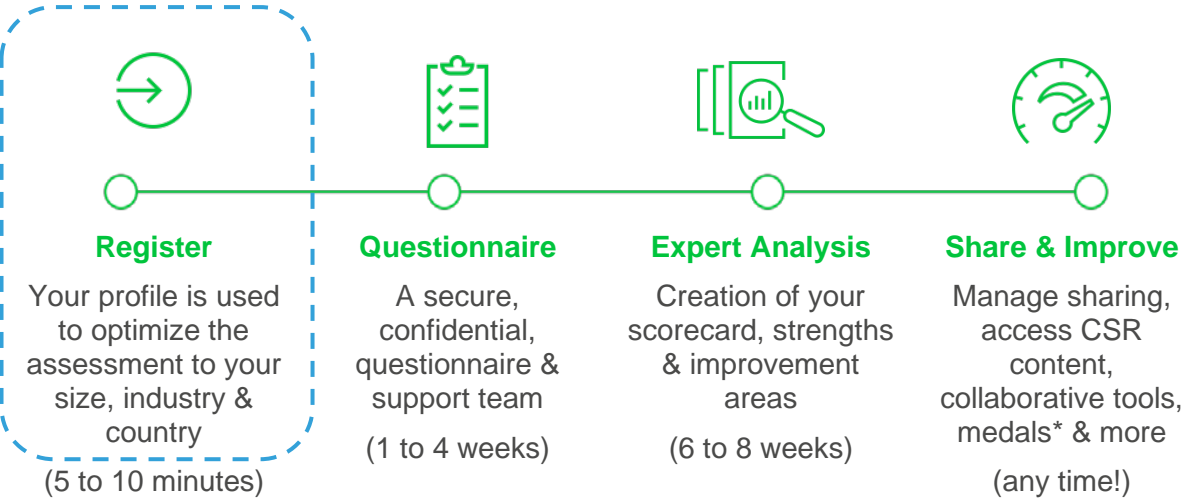 Register
Your profile is used
to optimize the
assessment to your
size, industry &
country
(5 to 10 minutes)
Questionnaire
A secure,
confidential,
questionnaire &
support team
(1 to 4 weeks)
Expert Analysis
Creation of your
scorecard, strengths
& improvement
areas
(6 to 8 weeks)
Share & Improve
Manage sharing,
access CSR
content,
collaborative tools,
medals* & more
(any time!)